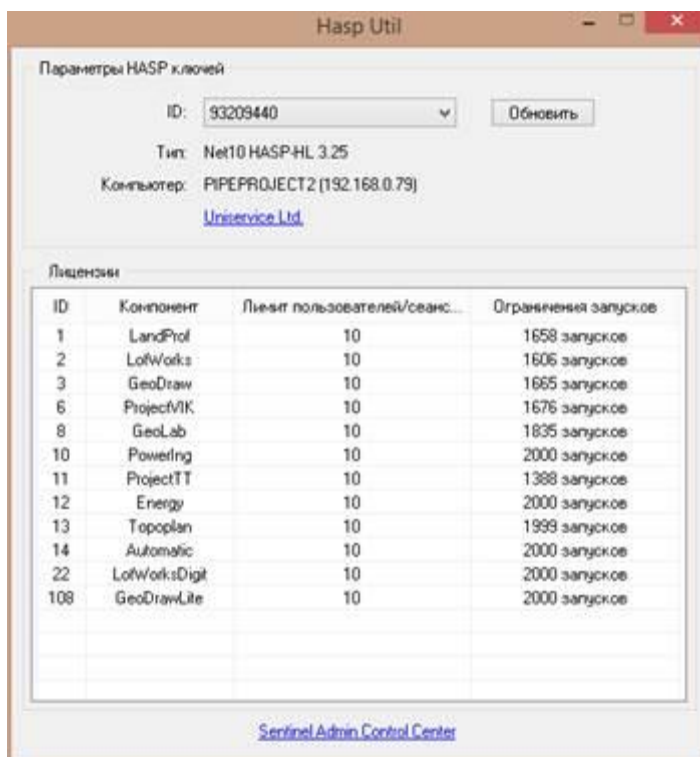 Hasp Util
Параметры HASP ключей
ID: 93209440 Обновить
Тип: Net10 HASP-HL 3.25
Компьютер: PIPEPROJECT2 (192.168.0.79)
Uniservice Ltd.
Лицензии
ID Компонент Лимит пользователей/сеанс... Ограничения запусков
1 LandProf 10 1658 запусков
2 LotWorks 10 1606 запусков
3 GeoDraw 10 1665 запусков
6 ProjectVIK 10 1676 запусков
8 GeoLab 10 1835 запусков
10 PowerIng 10 2000 запусков
11 ProjectTT 10 1388 запусков
12 Energy 10 2000 запусков
13 Topoplan 10 1999 запусков
14 Automatic 10 2000 запусков
22 LotWorksDigit 10 2000 запусков
108 GeoDrawLite 10 2000 запусков
Sentinel Admin Control Center